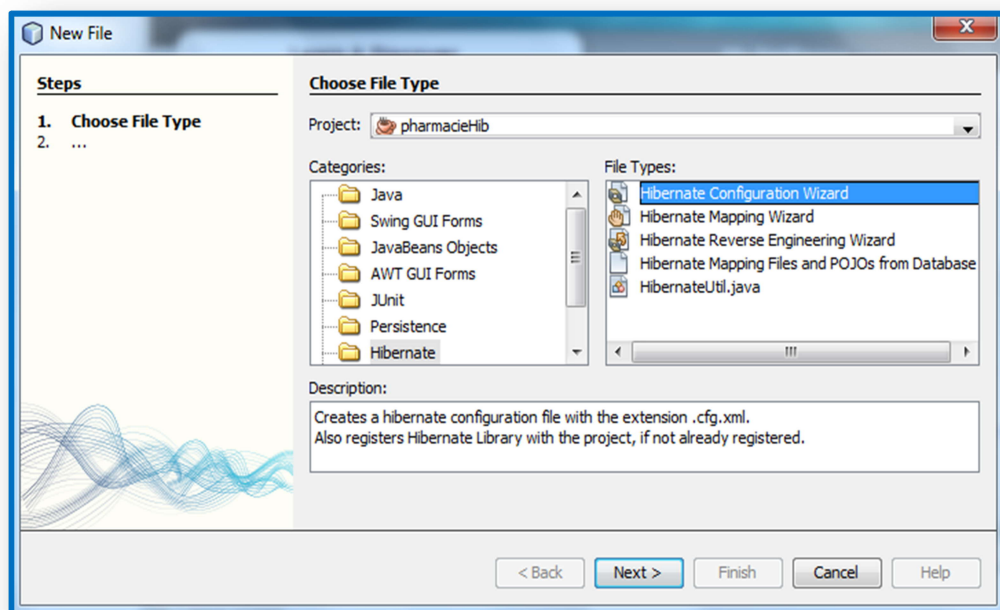 New File
Steps
1. Choose File Type
2. ...
Choose File Type
Project: pharmacieHib
Categories:
Java
Swing GUI Forms
JavaBeans Objects
AWT GUI Forms
JUnit
Persistence
Hibernate
File Types:
Hibernate Configuration Wizard
Hibernate Mapping Wizard
Hibernate Reverse Engineering Wizard
Hibernate Mapping Files and POJOs from Database
HibernateUtil.java
Description:
Creates a hibernate configuration file with the extension .cfg.xml.
Also registers Hibernate Library with the project, if not already registered.
< Back Next > Finish Cancel Help